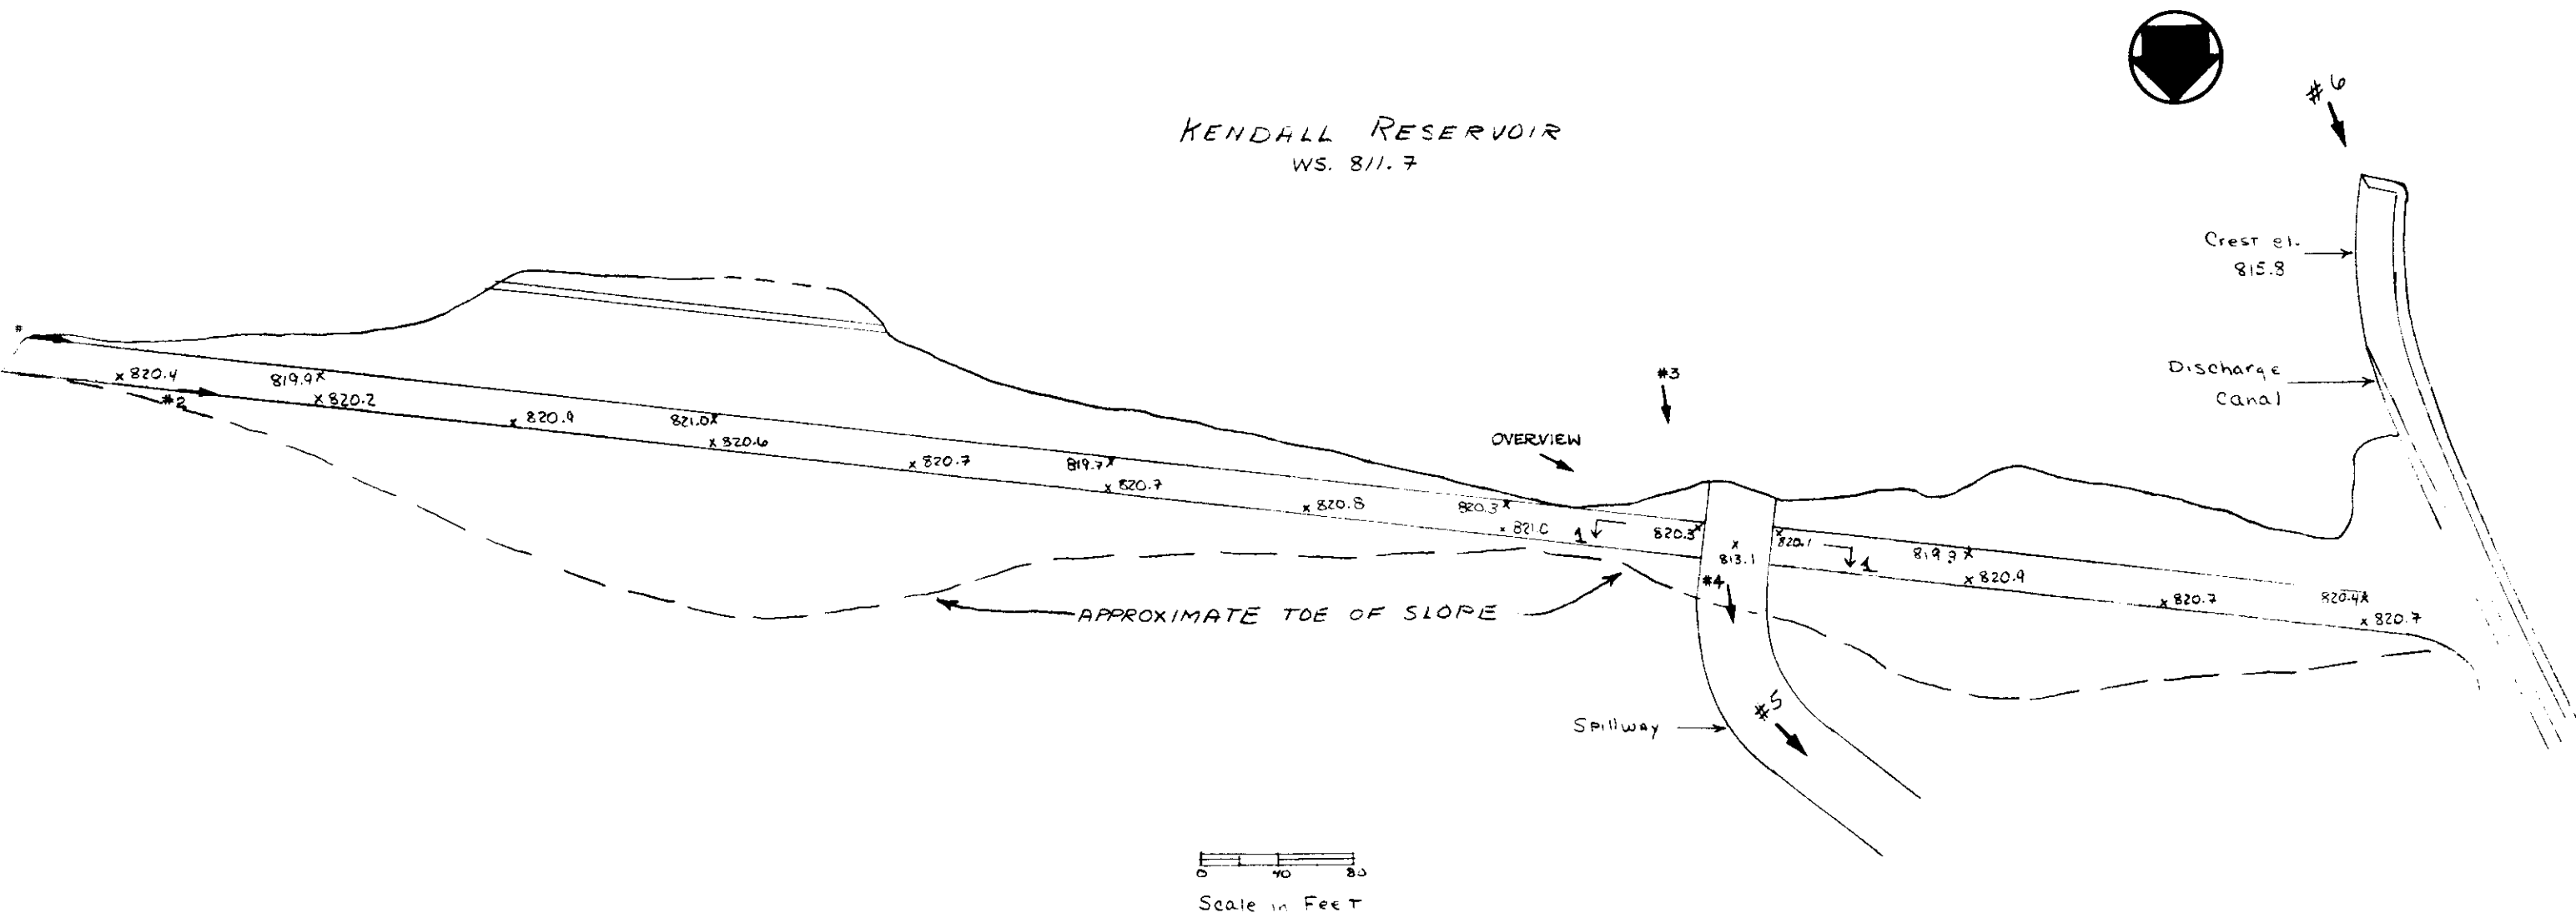 #6
KENDALL RESERVOIR
WS. 811.7
Crest el.
815.8
#
Discharge
Canal
#3
820.4
819.9
#2
820.2
820.9
821.0
820.6
OVERVIEW
820.7
819.7
820.7
820.8
820.3
821.0
1
820.3
813.1
820.1
1
819.9
820.9
#4
820.7
820.4
820.7
APPROXIMATE TOE OF SLOPE
#5
Spillway
0 40 80
Scale in Feet